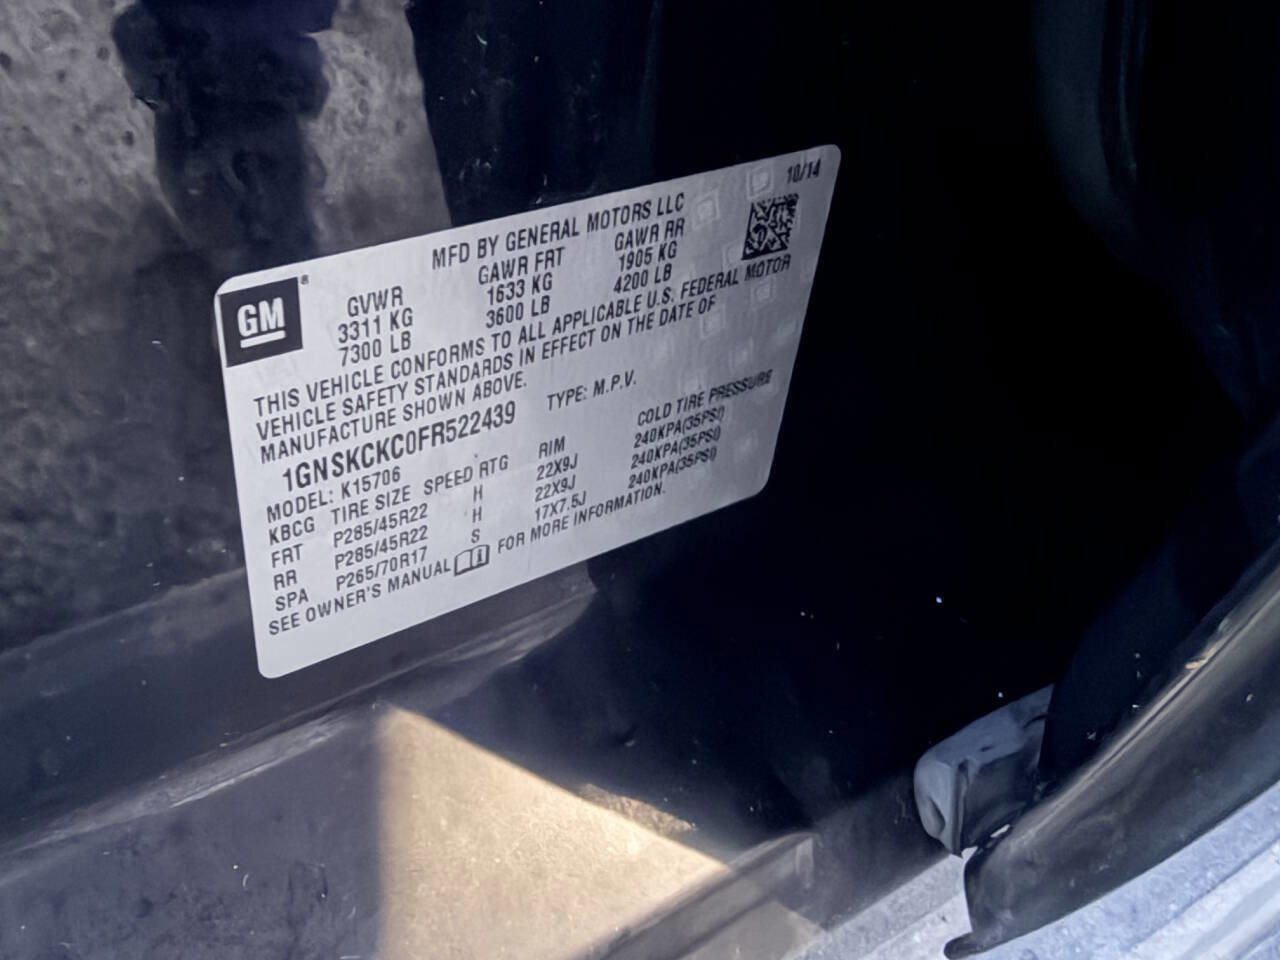 10/14
MFD BY GENERAL MOTORS LLC
GM®
GVWR GAWR FRT GAWR RR
3311 KG 1633 KG 1905 KG
7300 LB 3600 LB 4200 LB
THIS VEHICLE CONFORMS TO ALL APPLICABLE U.S. FEDERAL MOTOR
VEHICLE SAFETY STANDARDS IN EFFECT ON THE DATE OF
MANUFACTURE SHOWN ABOVE.
1GNSKCKC0FR522439 TYPE: M.P.V.
MODEL: K15706
KBCG TIRE SIZE SPEED RTG RIM COLD TIRE PRESSURE
FRT P285/45R22 H 22X9J 240KPA(35PSI)
RR P285/45R22 H 22X9J 240KPA(35PSI)
SPA P265/70R17 S 17X7.5J 240KPA(35PSI)
SEE OWNER'S MANUAL FOR MORE INFORMATION.